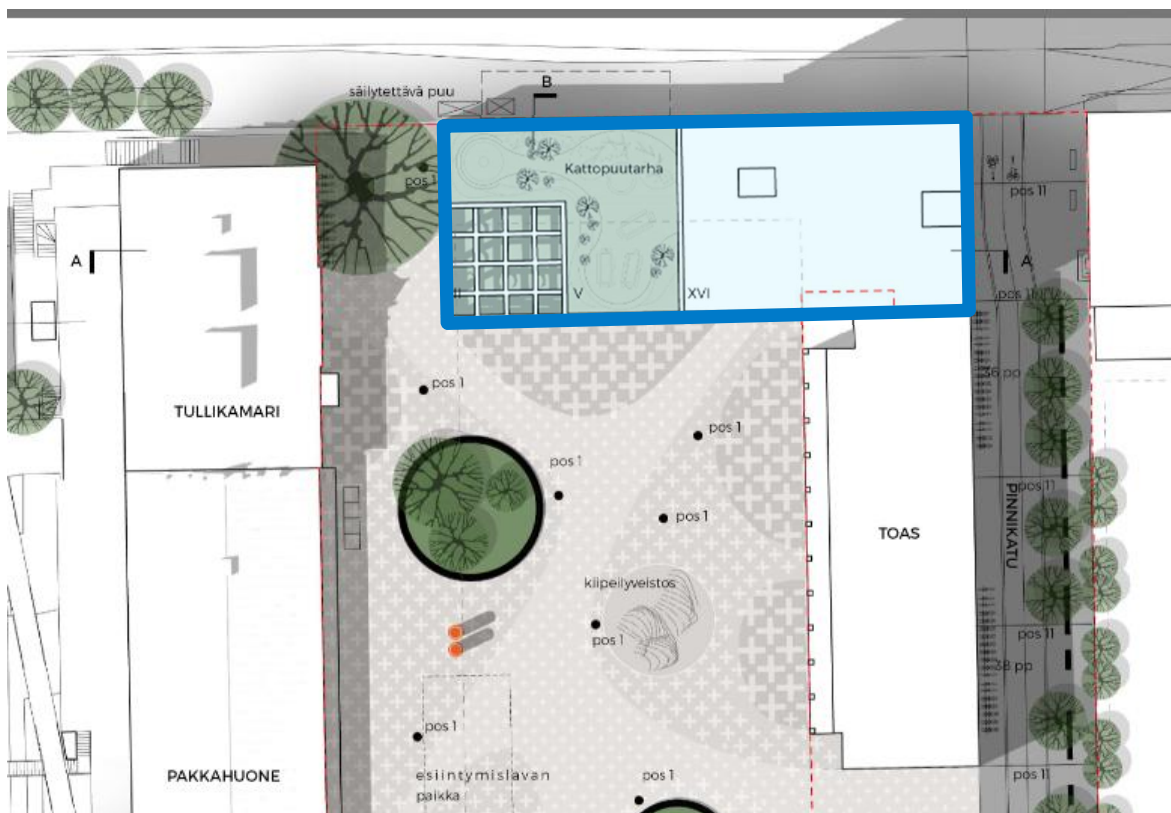 säilytettävä puu
B
Kattopuutarha
pos 1
pos 11
A
A
II
V
XVI
pos 11
pos 1
36 pp
TULLIKAMARI
pos 1
pos 1
pos 11
PINNIKATU
pos 1
TOAS
kiipeilyveistos
pos 1
pos 11
38 pp
pos 1
PAKKAHUONE
esiintymislavan
paikka
pos 1
pos 11